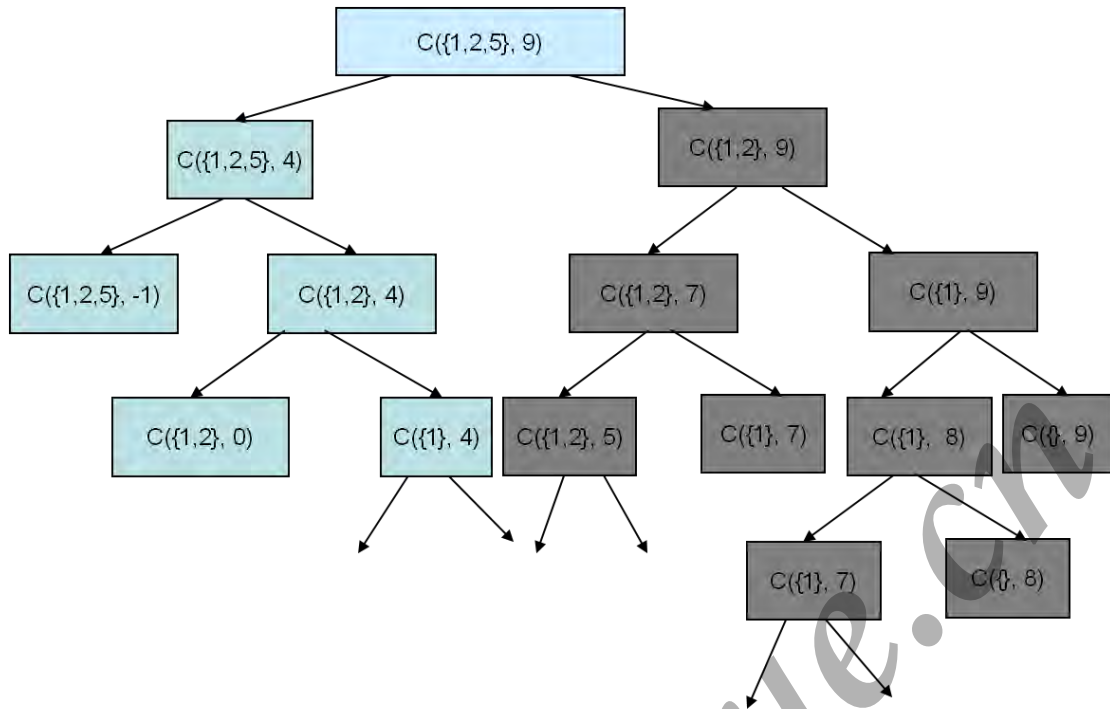 C({1,2,5}, 9)
C({1,2,5}, 4)
C({1,2}, 9)
C({1,2,5}, -1)
C({1,2}, 4)
C({1,2}, 7)
C({1}, 9)
C({1,2}, 0)
C({1}, 4)
C({1,2}, 5)
C({1}, 7)
C({1}, 8)
C({}, 9)
C({1}, 7)
C({}, 8)